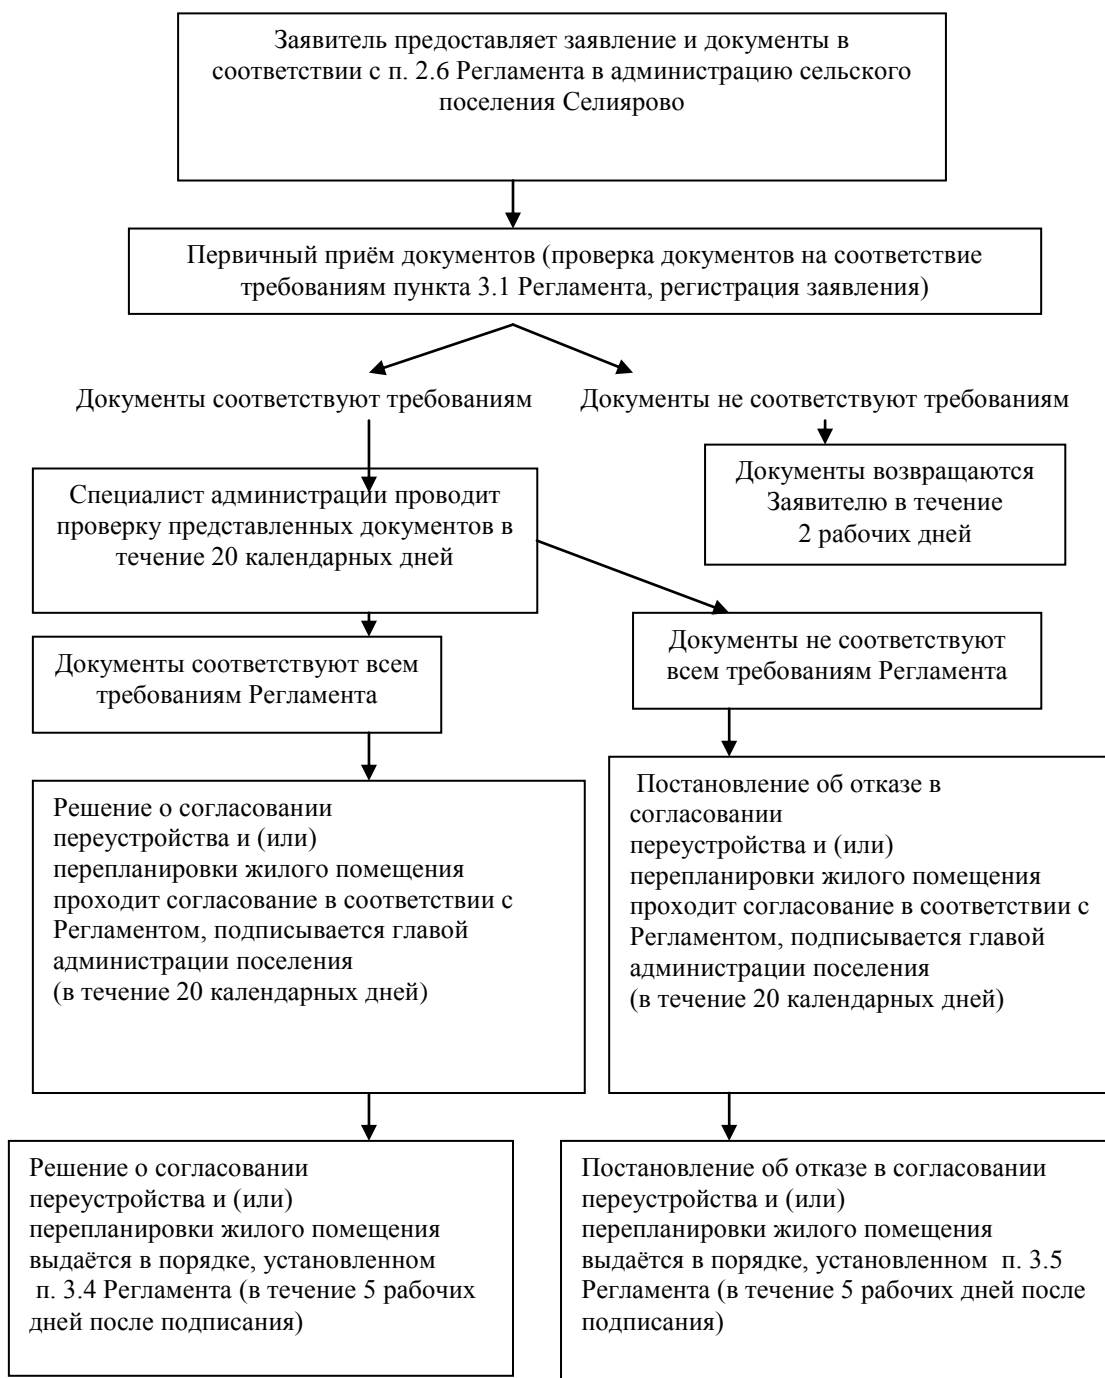 Заявитель предоставляет заявление и документы в
соответствии с п. 2.6 Регламента в администрацию сельского
поселения Селиярово
Первичный приём документов (проверка документов на соответствие
требованиям пункта 3.1 Регламента, регистрация заявления)
Документы соответствуют требованиям
Документы не соответствуют требованиям
Специалист администрации проводит
проверку представленных документов в
течение 20 календарных дней
Документы возвращаются
Заявителю в течение
2 рабочих дней
Документы соответствуют всем
требованиям Регламента
Документы не соответствуют
всем требованиям Регламента
Решение о согласовании
переустройства и (или)
перепланировки жилого помещения
проходит согласование в соответствии с
Регламентом, подписывается главой
администрации поселения
(в течение 20 календарных дней)
Постановление об отказе в
согласовании
переустройства и (или)
перепланировки жилого помещения
проходит согласование в соответствии с
Регламентом, подписывается главой
администрации поселения
(в течение 20 календарных дней)
Решение о согласовании
переустройства и (или)
перепланировки жилого помещения
выдаётся в порядке, установленном
п. 3.4 Регламента (в течение 5 рабочих
дней после подписания)
Постановление об отказе в согласовании
переустройства и (или)
перепланировки жилого помещения
выдаётся в порядке, установленном п. 3.5
Регламента (в течение 5 рабочих дней после
подписания)